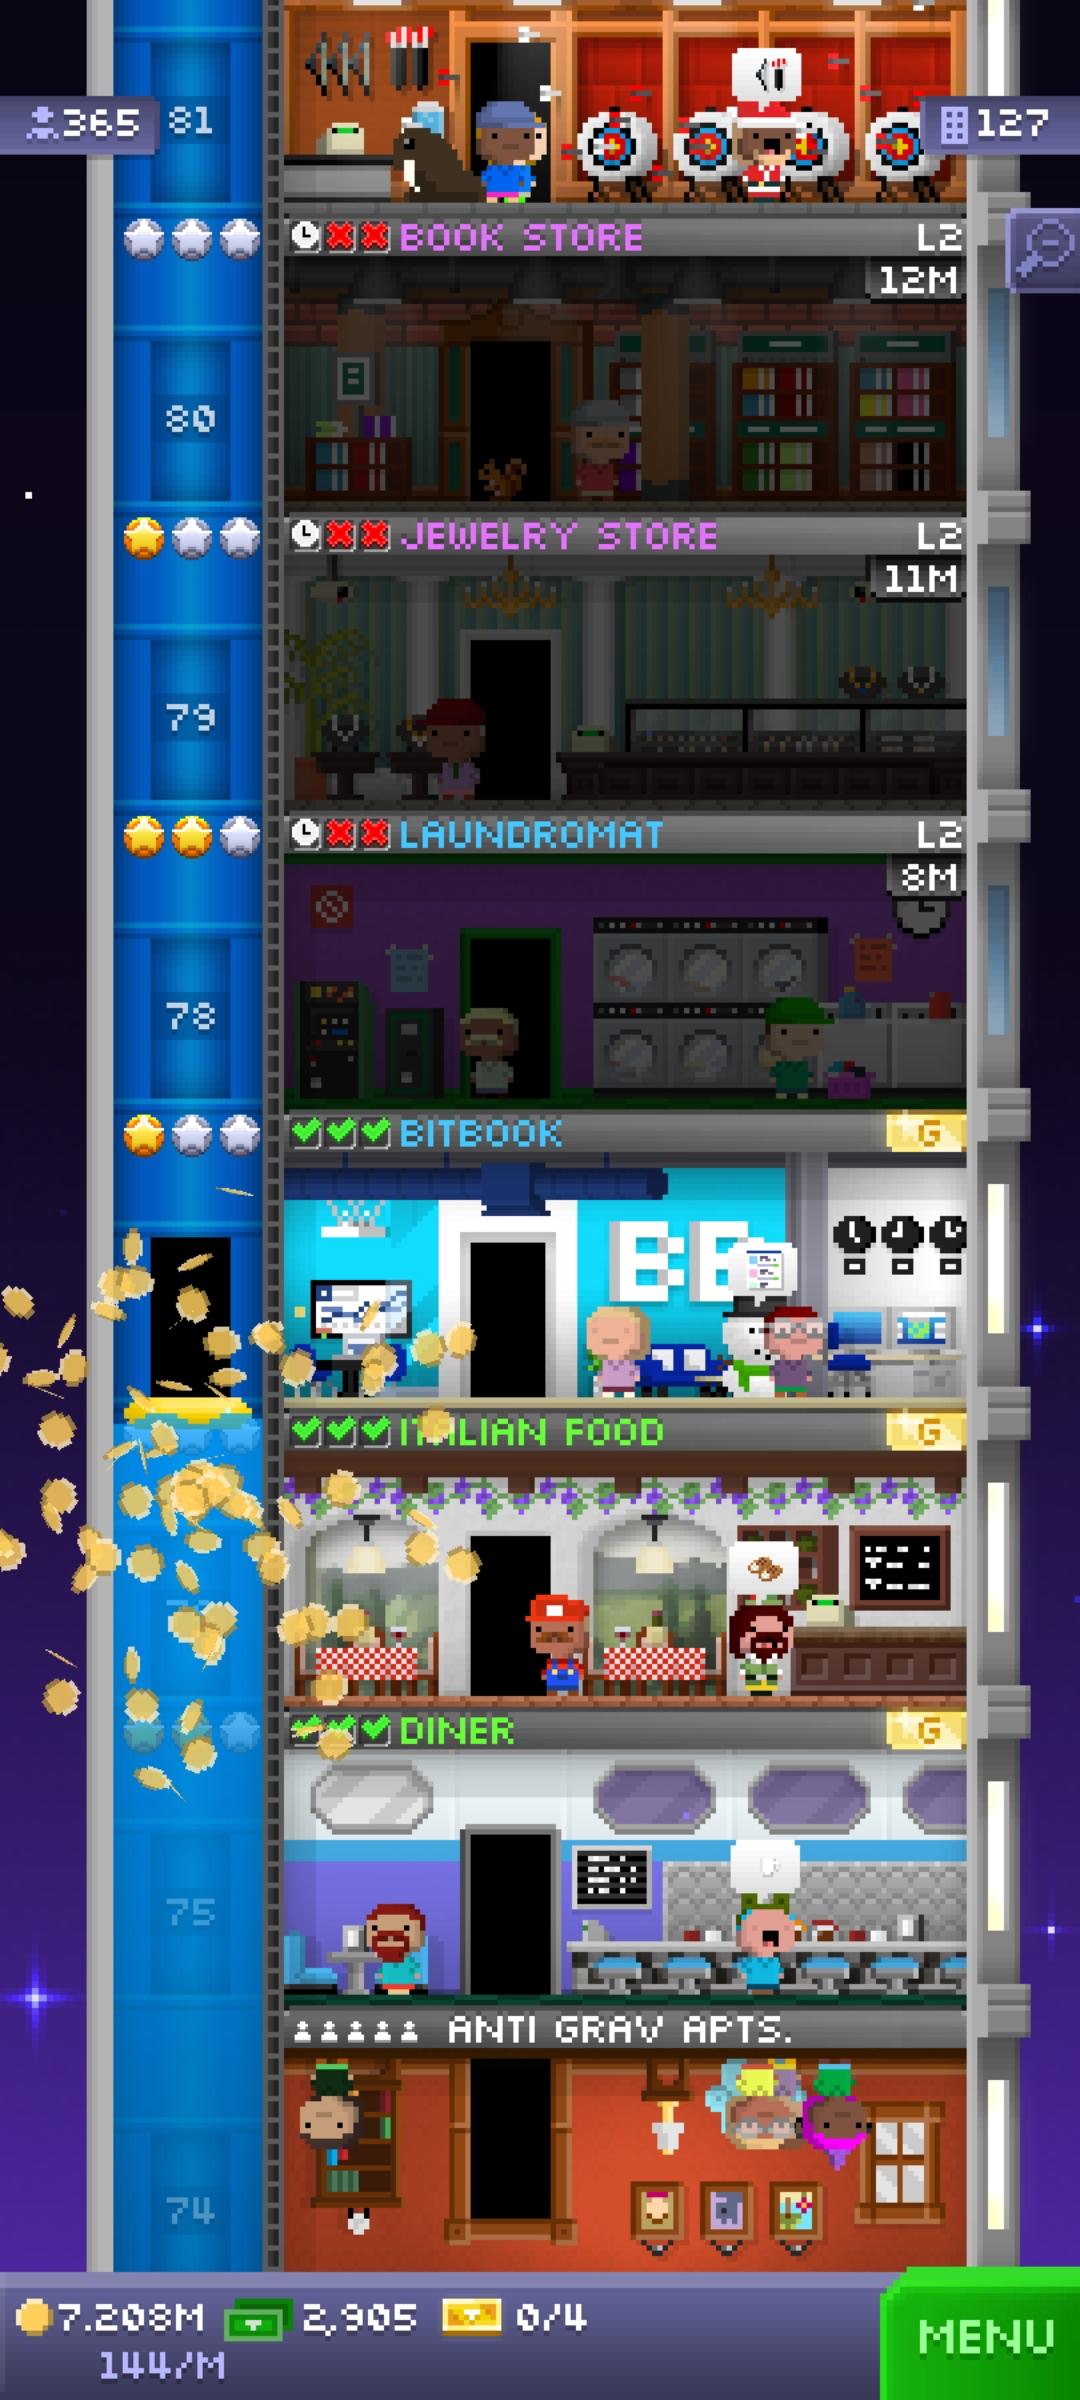 365
81
127
BOOK STORE L2
12M
80
JEWELRY STORE L2
11M
79
LAUNDROMAT L2
8M
78
BITBOOK G
BB
ITALIAN FOOD G
DINER G
75
ANTI GRAV APTS.
74
7.208M 2,905 0/4
144/M
MENU